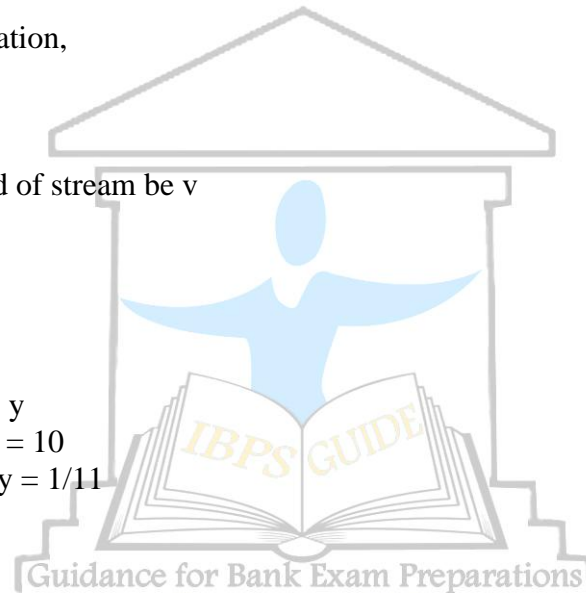 ation,
d of stream be v
y
= 10
y = 1/11
IBPS GUIDE
[Guidance for Bank Exam Preparations